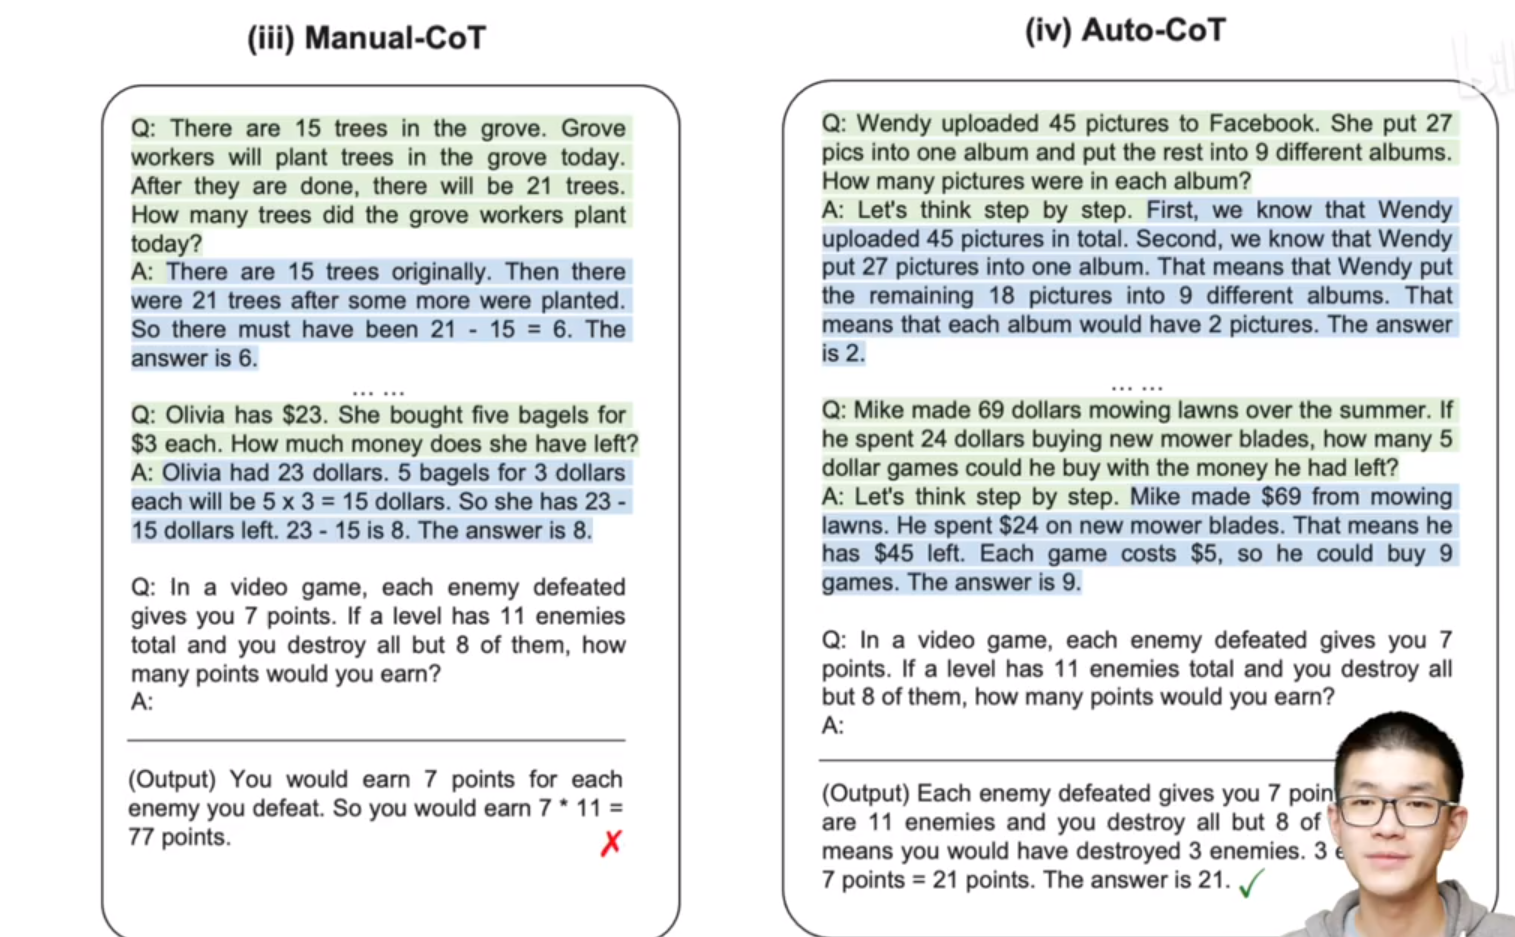 (iii) Manual-CoT
Q: There are 15 trees in the grove. Grove
workers will plant trees in the grove today.
After they are done, there will be 21 trees.
How many trees did the grove workers plant
today?
A: There are 15 trees originally. Then there
were 21 trees after some more were planted.
So there must have been 21 - 15 = 6. The
answer is 6.
... ...
Q: Olivia has $23. She bought five bagels for
$3 each. How much money does she have left?
A: Olivia had 23 dollars. 5 bagels for 3 dollars
each will be 5 x 3 = 15 dollars. So she has 23 -
15 dollars left. 23 - 15 is 8. The answer is 8.
Q: In a video game, each enemy defeated
gives you 7 points. If a level has 11 enemies
total and you destroy all but 8 of them, how
many points would you earn?
A:
(Output) You would earn 7 points for each
enemy you defeat. So you would earn 7 * 11 =
77 points.
(iv) Auto-CoT
Q: Wendy uploaded 45 pictures to Facebook. She put 27
pics into one album and put the rest into 9 different albums.
How many pictures were in each album?
A: Let's think step by step. First, we know that Wendy
uploaded 45 pictures in total. Second, we know that Wendy
put 27 pictures into one album. That means that Wendy put
the remaining 18 pictures into 9 different albums. That
means that each album would have 2 pictures. The answer
is 2.
... ...
Q: Mike made 69 dollars mowing lawns over the summer. If
he spent 24 dollars buying new mower blades, how many 5
dollar games could he buy with the money he had left?
A: Let's think step by step. Mike made $69 from mowing
lawns. He spent $24 on new mower blades. That means he
has $45 left. Each game costs $5, so he could buy 9
games. The answer is 9.
Q: In a video game, each enemy defeated gives you 7
points. If a level has 11 enemies total and you destroy all
but 8 of them, how many points would you earn?
A:
(Output) Each enemy defeated gives you 7
are 11 enemies and you destroy all but 8 of
means you would have destroyed 3 enemies. 3
7 points = 21 points. The answer is 21.